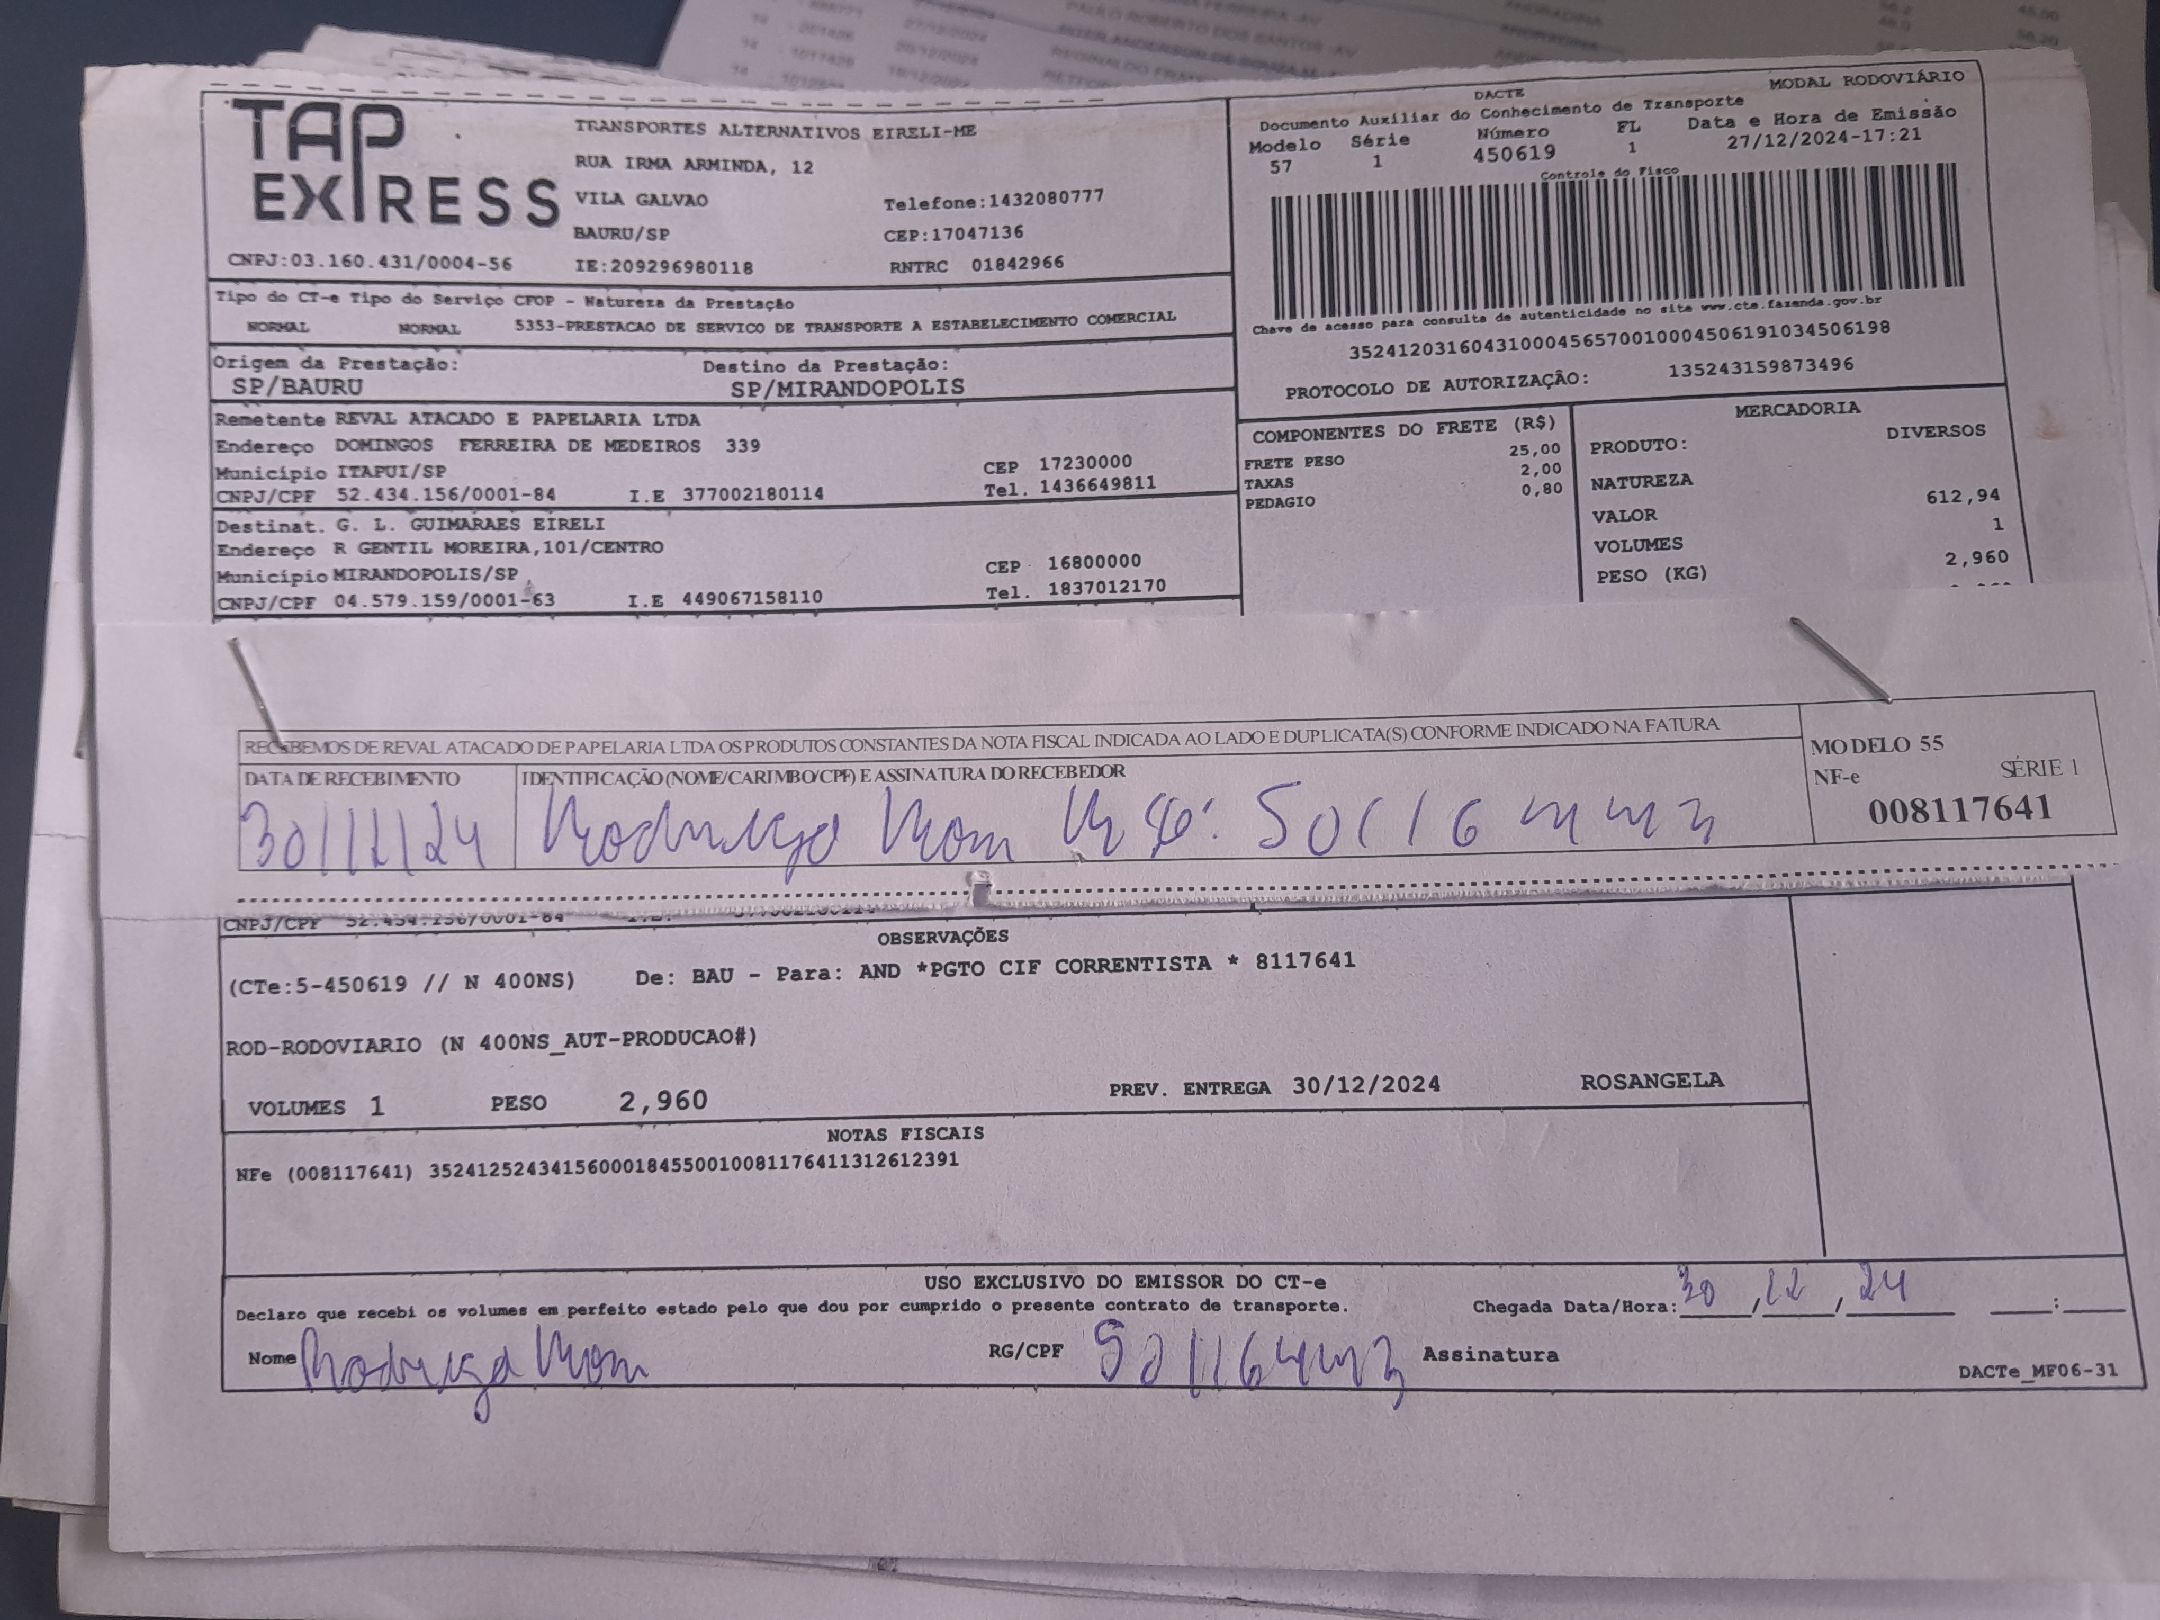 TAP EXPRESS
TRANSPORTES ALTERNATIVOS EIRELI-ME
RUA IRMA ARMINDA, 12
VILA GALVAO Telefone:1432080777
BAURU/SP CEP:17047136
CNPJ:03.160.431/0004-56 IE:209296980118 RNTRC 01842966
DACTE MODAL RODOVIÁRIO
Documento Auxiliar do Conhecimento de Transporte
Modelo Série Número FL Data e Hora de Emissão
57 1 450619 1 27/12/2024-17:21
Controle do Fisco
Chave de acesso para consulta de autenticidade no site www.cte.fazenda.gov.br
35241203160431000456570010004506191034506198
PROTOCOLO DE AUTORIZAÇÃO: 135243159873496
Tipo do CT-e Tipo do Serviço CFOP - Natureza da Prestação
NORMAL NORMAL 5353-PRESTACAO DE SERVICO DE TRANSPORTE A ESTABELECIMENTO COMERCIAL
Origem da Prestação: Destino da Prestação:
SP/BAURU SP/MIRANDOPOLIS
Remetente REVAL ATACADO E PAPELARIA LTDA
Endereço DOMINGOS FERREIRA DE MEDEIROS 339
Município ITAPUI/SP CEP 17230000
CNPJ/CPF 52.434.156/0001-84 I.E 377002180114 Tel. 1436649811
Destinat. G. L. GUIMARAES EIRELI
Endereço R GENTIL MOREIRA,101/CENTRO
Município MIRANDOPOLIS/SP CEP 16800000
CNPJ/CPF 04.579.159/0001-63 I.E 449067158110 Tel. 1837012170
COMPONENTES DO FRETE (R$)
FRETE PESO 25,00
TAXAS 2,00
PEDAGIO 0,80
MERCADORIA
PRODUTO: DIVERSOS
NATUREZA
VALOR 612,94
VOLUMES 1
PESO (KG) 2,960
RECEBEMOS DE REVAL ATACADO DE PAPELARIA LTDA OS PRODUTOS CONSTANTES DA NOTA FISCAL INDICADA AO LADO E DUPLICATA(S) CONFORME INDICADO NA FATURA
DATA DE RECEBIMENTO IDENTIFICAÇÃO (NOME/CARIMBO/CPF) E ASSINATURA DO RECEBEDOR
30/12/24
MODELO 55
NF-e SÉRIE 1
008117641
CNPJ/CPF 52.434.156/0001-84
OBSERVAÇÕES
(CTe:5-450619 // N 400NS) De: BAU - Para: AND *PGTO CIF CORRENTISTA * 8117641
ROD-RODOVIARIO (N 400NS_AUT-PRODUCAO#)
VOLUMES 1 PESO 2,960 PREV. ENTREGA 30/12/2024 ROSANGELA
NOTAS FISCAIS
NFe (008117641) 35241252434156000184550010081176411312612391
USO EXCLUSIVO DO EMISSOR DO CT-e
Declaro que recebi os volumes em perfeito estado pelo que dou por cumprido o presente contrato de transporte. Chegada Data/Hora: 30/12/24 :
Nome RG/CPF Assinatura
DACTe_MF06-31